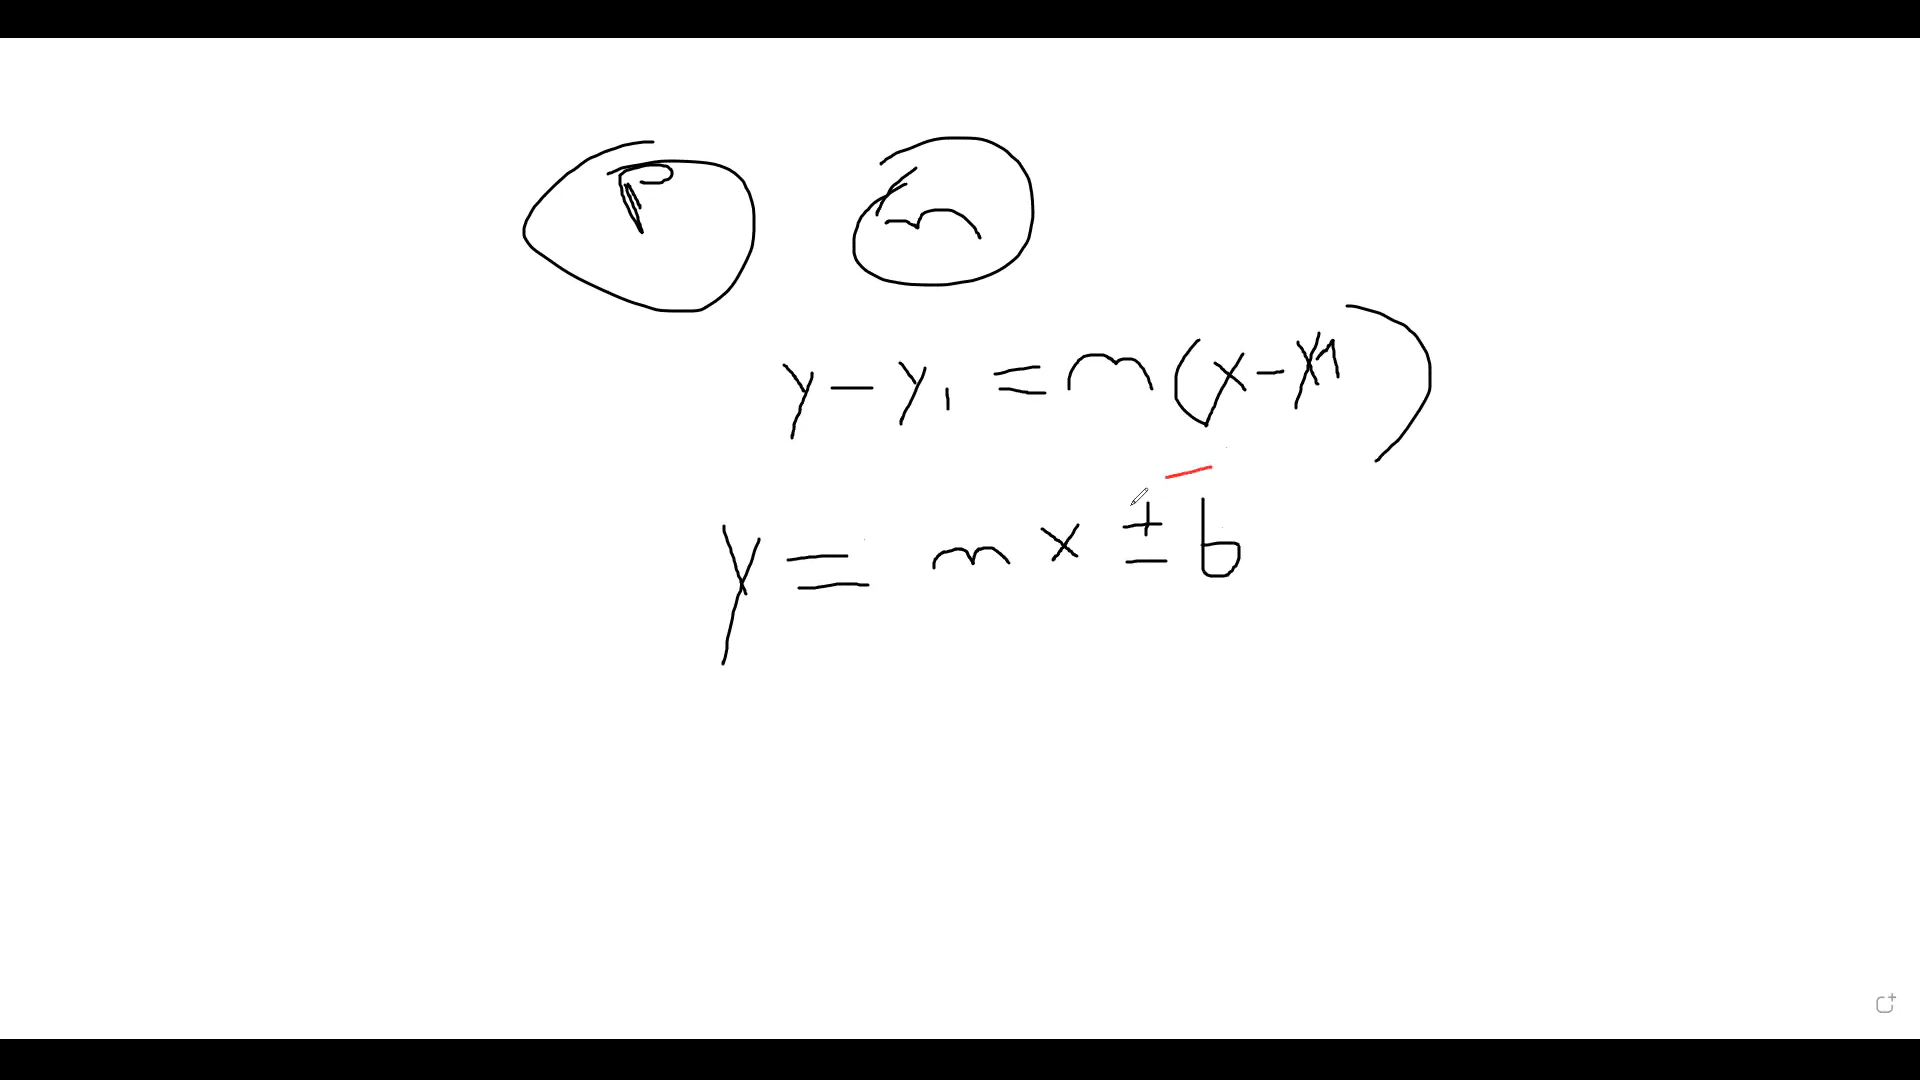 P m
y - y₁ = m(x - x1)
y = mx ± b